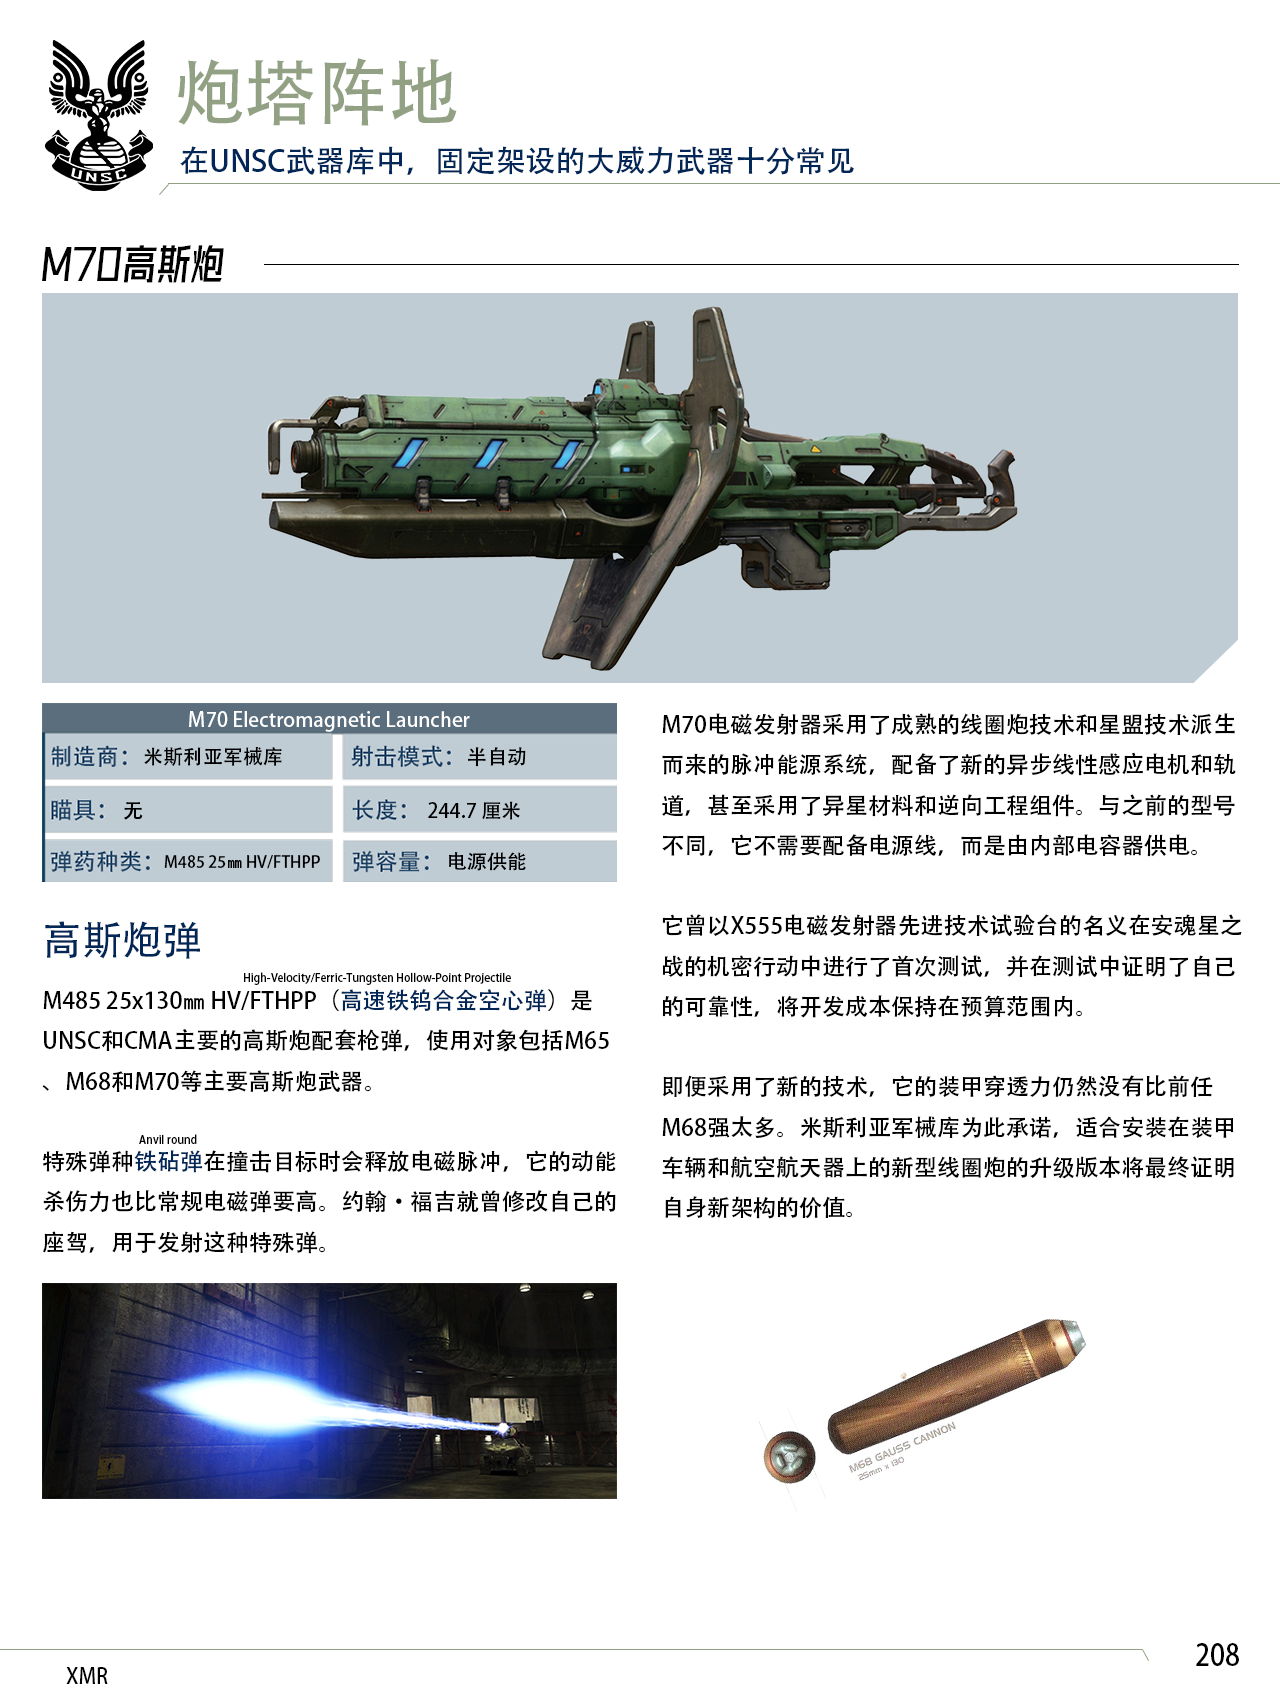 UNSC
炮塔阵地
在UNSC武器库中，固定架设的大威力武器十分常见
M70高斯炮
M70 Electromagnetic Launcher
制造商：米斯利亚军械库
射击模式：半自动
瞄具：无
长度：244.7 厘米
弹药种类：M485 25㎜ HV/FTHPP
弹容量：电源供能
高斯炮弹
High-Velocity/Ferric-Tungsten Hollow-Point Projectile
M485 25x130㎜ HV/FTHPP（高速铁钨合金空心弹）是
UNSC和CMA主要的高斯炮配套枪弹，使用对象包括M65
、M68和M70等主要高斯炮武器。
Anvil round
特殊弹种铁砧弹在撞击目标时会释放电磁脉冲，它的动能
杀伤力也比常规电磁弹要高。约翰·福吉就曾修改自己的
座驾，用于发射这种特殊弹。
M70电磁发射器采用了成熟的线圈炮技术和星盟技术派生
而来的脉冲能源系统，配备了新的异步线性感应电机和轨
道，甚至采用了异星材料和逆向工程组件。与之前的型号
不同，它不需要配备电源线，而是由内部电容器供电。
它曾以X555电磁发射器先进技术试验台的名义在安魂星之
战的机密行动中进行了首次测试，并在测试中证明了自己
的可靠性，将开发成本保持在预算范围内。
即便采用了新的技术，它的装甲穿透力仍然没有比前任
M68强太多。米斯利亚军械库为此承诺，适合安装在装甲
车辆和航空航天器上的新型线圈炮的升级版本将最终证明
自身新架构的价值。
M68 GAUSS CANNON
25mm x 130
XMR
208